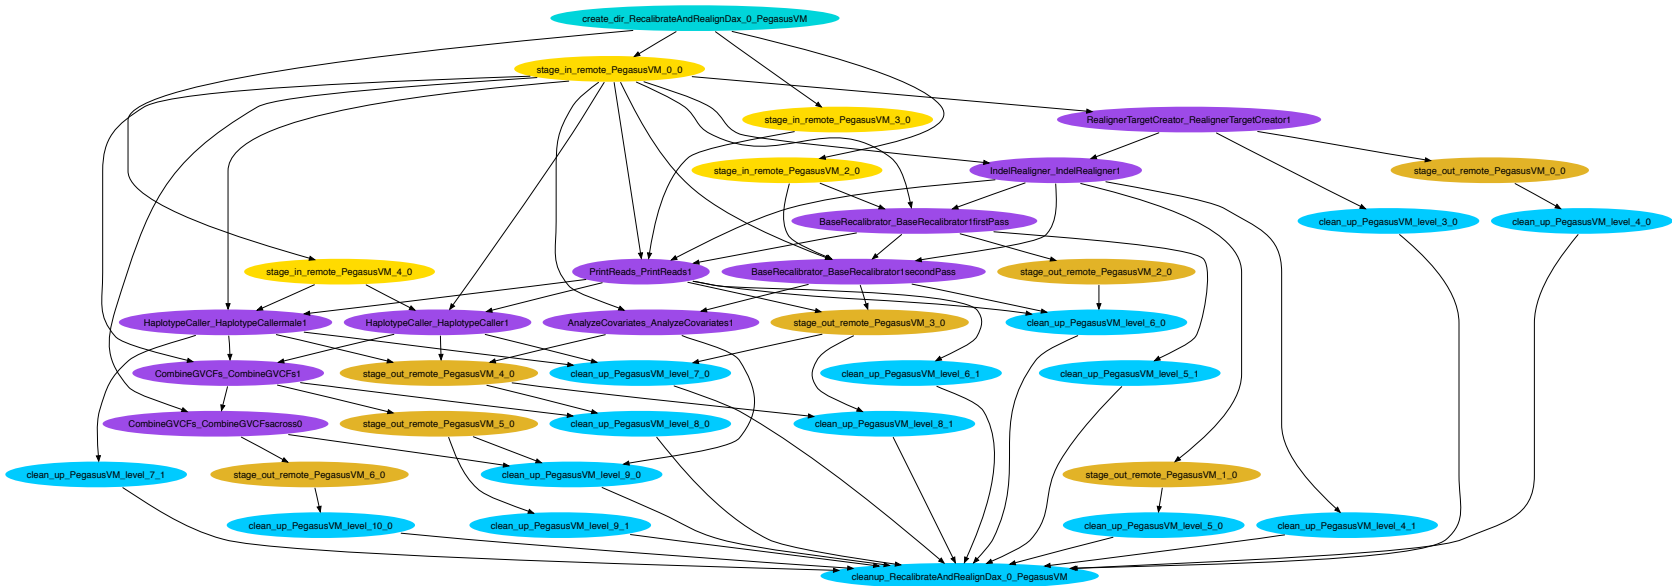 create_dir_RecalibrateAndRealignDax_0_PegasusVM
stage_in_remote_PegasusVM_0_0
stage_in_remote_PegasusVM_3_0
RealignerTargetCreator_RealignerTargetCreator1
stage_in_remote_PegasusVM_2_0
IndelRealigner_IndelRealigner1
stage_out_remote_PegasusVM_0_0
BaseRecalibrator_BaseRecalibrator1firstPass
clean_up_PegasusVM_level_3_0
clean_up_PegasusVM_level_4_0
stage_in_remote_PegasusVM_4_0
PrintReads_PrintReads1
BaseRecalibrator_BaseRecalibrator1secondPass
stage_out_remote_PegasusVM_2_0
HaplotypeCaller_HaplotypeCallermale1
HaplotypeCaller_HaplotypeCaller1
AnalyzeCovariates_AnalyzeCovariates1
stage_out_remote_PegasusVM_3_0
clean_up_PegasusVM_level_6_0
CombineGVCFs_CombineGVCFs1
stage_out_remote_PegasusVM_4_0
clean_up_PegasusVM_level_7_0
clean_up_PegasusVM_level_6_1
clean_up_PegasusVM_level_5_1
CombineGVCFs_CombineGVCFsacross0
stage_out_remote_PegasusVM_5_0
clean_up_PegasusVM_level_8_0
clean_up_PegasusVM_level_8_1
clean_up_PegasusVM_level_7_1
stage_out_remote_PegasusVM_6_0
clean_up_PegasusVM_level_9_0
stage_out_remote_PegasusVM_1_0
clean_up_PegasusVM_level_10_0
clean_up_PegasusVM_level_9_1
clean_up_PegasusVM_level_5_0
clean_up_PegasusVM_level_4_1
cleanup_RecalibrateAndRealignDax_0_PegasusVM